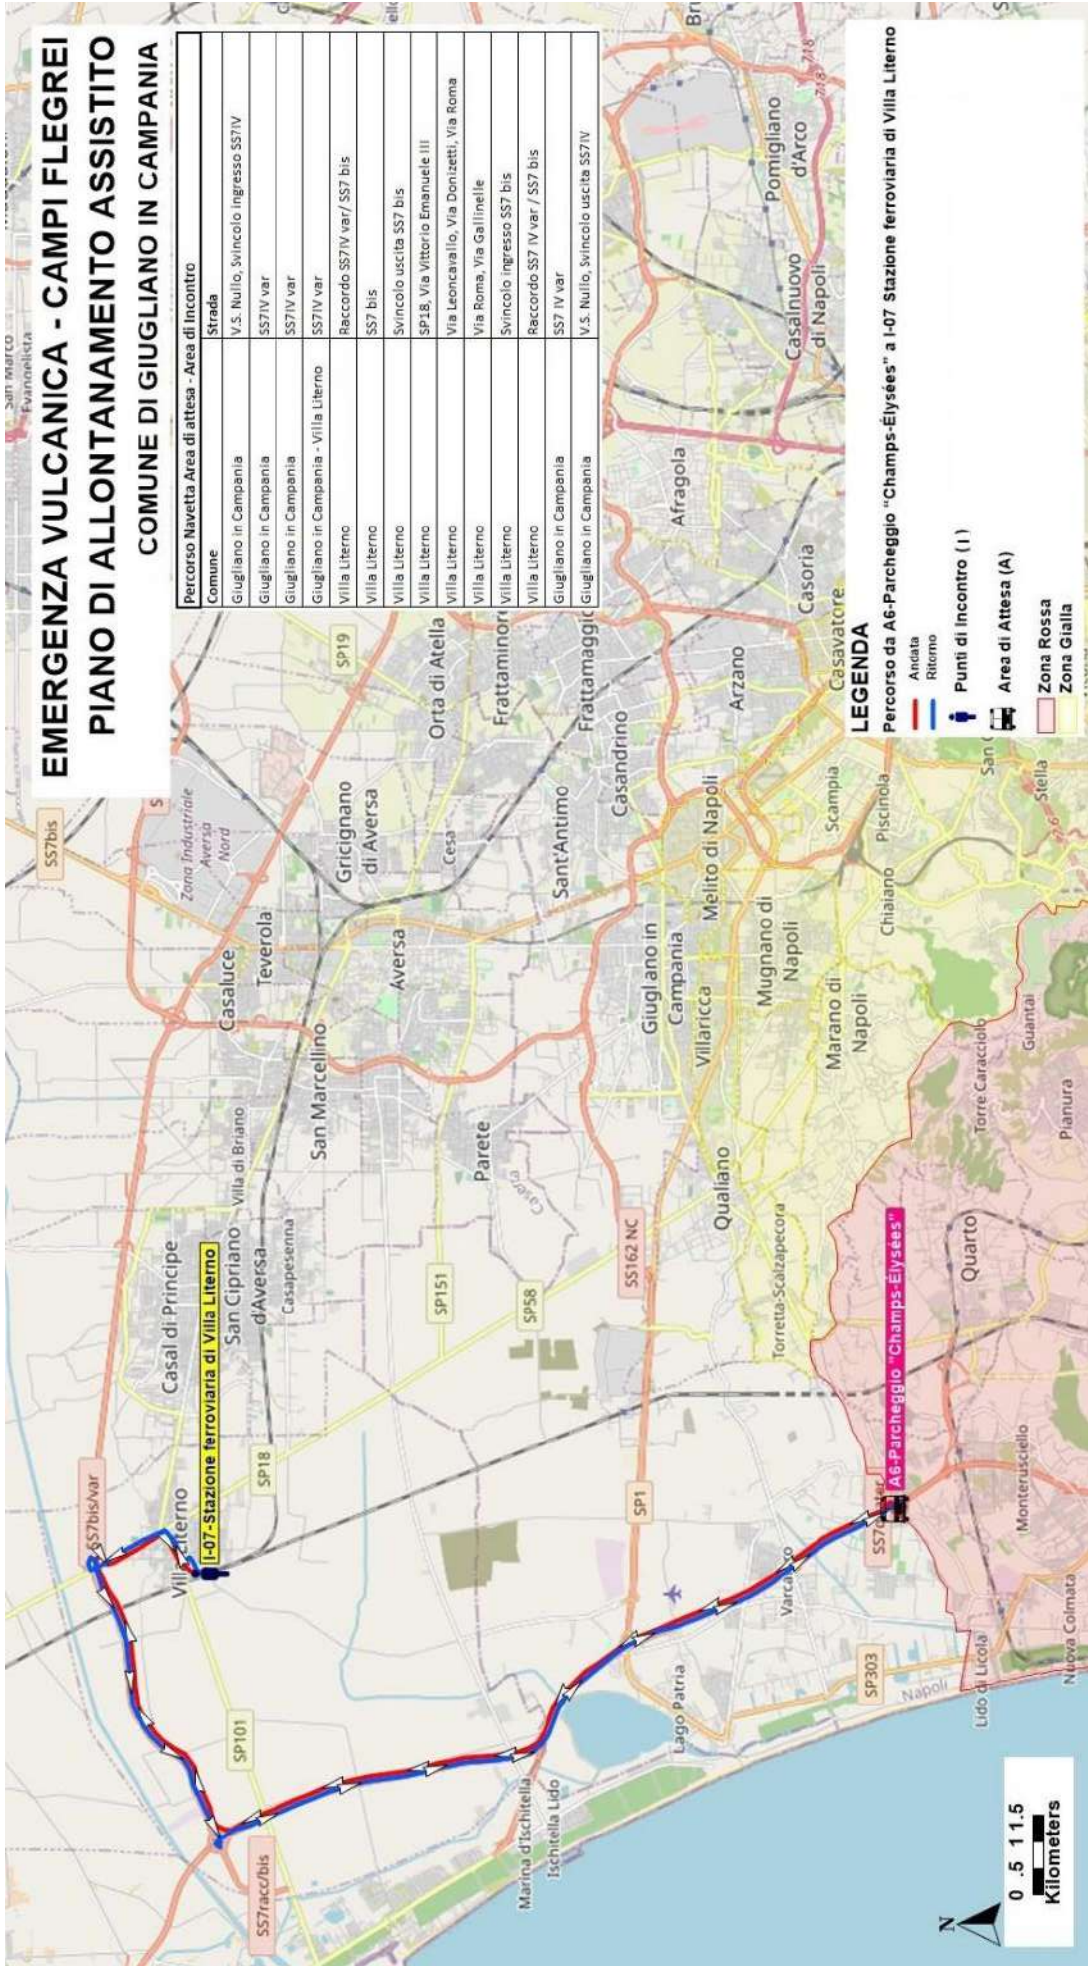 EMERGENZA VULCANICA - CAMPI FLEGREI
PIANO DI ALLONTANAMENTO ASSISTITO
COMUNE DI GIUGLIANO IN CAMPANIA
Percorso Navetta Area di attesa - Area di Incontro
Comune Strada
Giugliano in Campania V.S. Nullo, Svincolo ingresso SS7IV
Giugliano in Campania SS7IV var
Giugliano in Campania SS7IV var
Giugliano in Campania - Villa Literno SS7IV var
Villa Literno Raccordo SS7IV var/ SS7 bis
Villa Literno SS7 bis
Villa Literno Svincolo uscita SS7 bis
Villa Literno SP18, Via Vittorio Emanuele III
Villa Literno Via Leoncavallo, Via Donizetti, Via Roma
Villa Literno Via Roma, Via Gallinelle
Villa Literno Svincolo ingresso SS7 bis
Villa Literno Raccordo SS7 IV var / SS7 bis
Giugliano in Campania SS7 IV var
Giugliano in Campania V.S. Nullo, Svincolo uscita SS7IV
San Marco
Evangelista
SS7bis
Zona Industriale
Aversa
Nord
SP19
SS7bis/var
Casal di Principe
Villa di Briano
Casaluce
Teverola
Gricignano
di Aversa
Orta di Atella
Literno
I-07-Stazione ferroviaria di Villa Literno
San Cipriano
d'Aversa
Casapesenna
San Marcellino
Aversa
Cesa
Frattaminore
SP18
SP101
SP151
SP58
Parete
Caserta
Sant'Antimo
Frattamaggio
Casandrino
SS7racc/bis
SS162 NC
SP1
Giugliano in
Campania
Villaricca
Melito di Napoli
Arzano
Afragola
Casoria
Casavatore
Casalnuovo
di Napoli
Pomigliano
d'Arco
Marina d'Ischitella
Ischitella Lido
Lago Patria
Qualiano
Torretta-Scalzapecora
Mugnano di
Napoli
Marano di
Napoli
Scampia
Piscinola
Chiaiano
Stella
SP303
Napoli
A6-Parcheggio "Champs-Élysées"
Quarto
Torre Caracciolo
Guantai
Pianura
Monterusciello
Lido di Licola
Nuova Colmata
LEGENDA
Percorso da A6-Parcheggio "Champs-Élysées" a I-07 Stazione ferroviaria di Villa Literno
Andata
Ritorno
Punti di Incontro ( I )
Area di Attesa (A)
Zona Rossa
Zona Gialla
N
0 .5 1 1.5
Kilometers